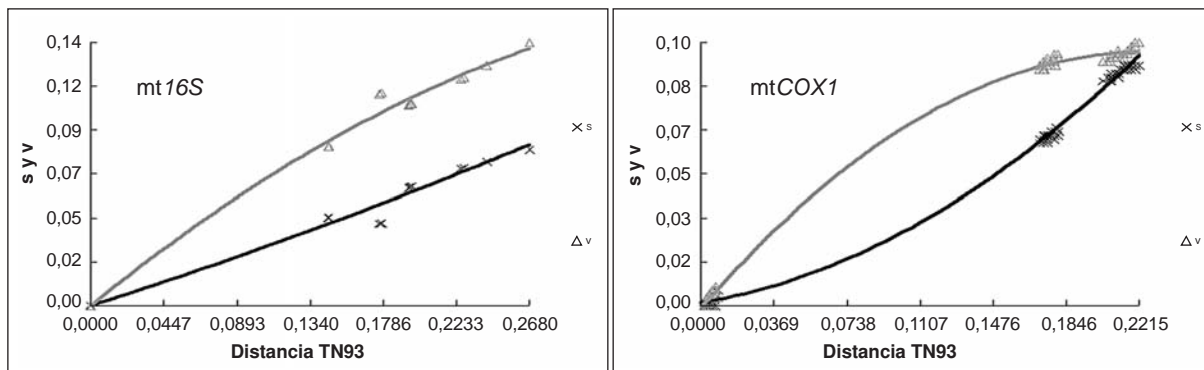 mt16S
0,14
0,12
0,09
0,07
0,05
0,02
0,00
s y v
0,0000 0,0447 0,0893 0,1340 0,1786 0,2233 0,2680
Distancia TN93
s
v
mtCOX1
0,10
0,08
0,07
0,05
0,03
0,02
0,00
s y v
0,0000 0,0369 0,0738 0,1107 0,1476 0,1846 0,2215
Distancia TN93
s
v